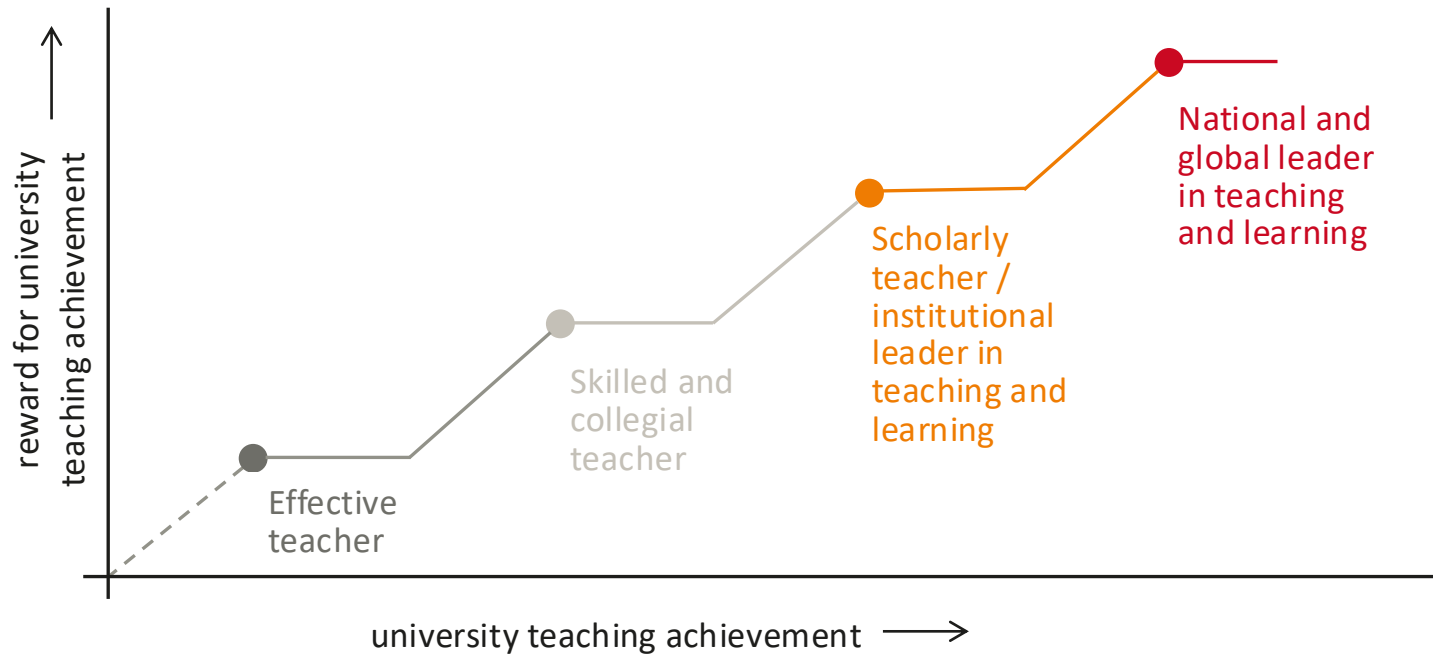 reward for university
teaching achievement
National and
global leader
in teaching
and learning
Scholarly
teacher /
institutional
leader in
teaching and
learning
Skilled and
collegial
teacher
Effective
teacher
university teaching achievement